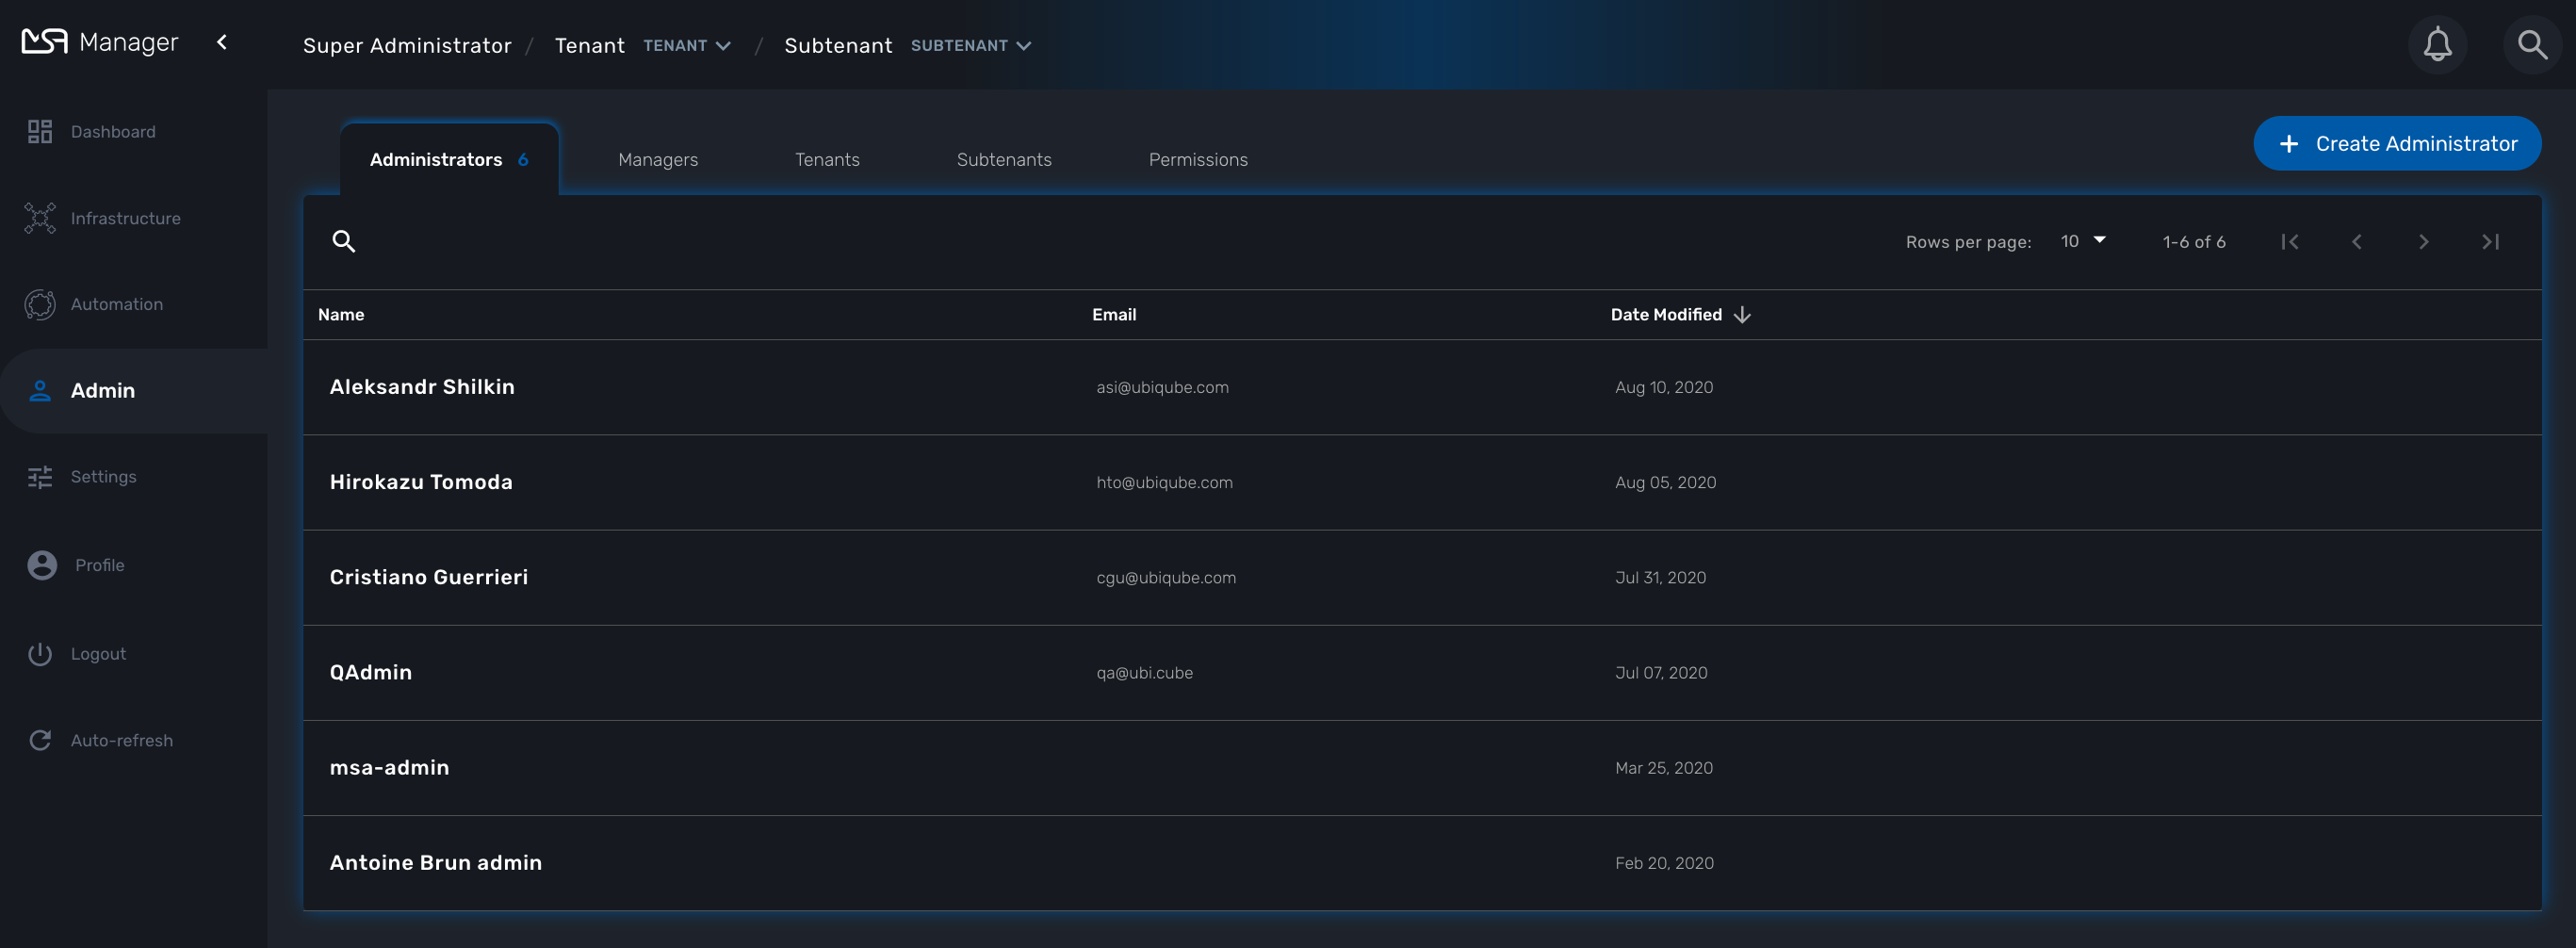 MSA Manager
Super Administrator / Tenant TENANT / Subtenant SUBTENANT
Dashboard
Infrastructure
Automation
Admin
Settings
Profile
Logout
Auto-refresh
Administrators 6 Managers Tenants Subtenants Permissions
+ Create Administrator
Rows per page: 10 1-6 of 6
Name Email Date Modified
Aleksandr Shilkin asi@ubiqube.com Aug 10, 2020
Hirokazu Tomoda hto@ubiqube.com Aug 05, 2020
Cristiano Guerrieri cgu@ubiqube.com Jul 31, 2020
QAdmin qa@ubi.cube Jul 07, 2020
msa-admin Mar 25, 2020
Antoine Brun admin Feb 20, 2020